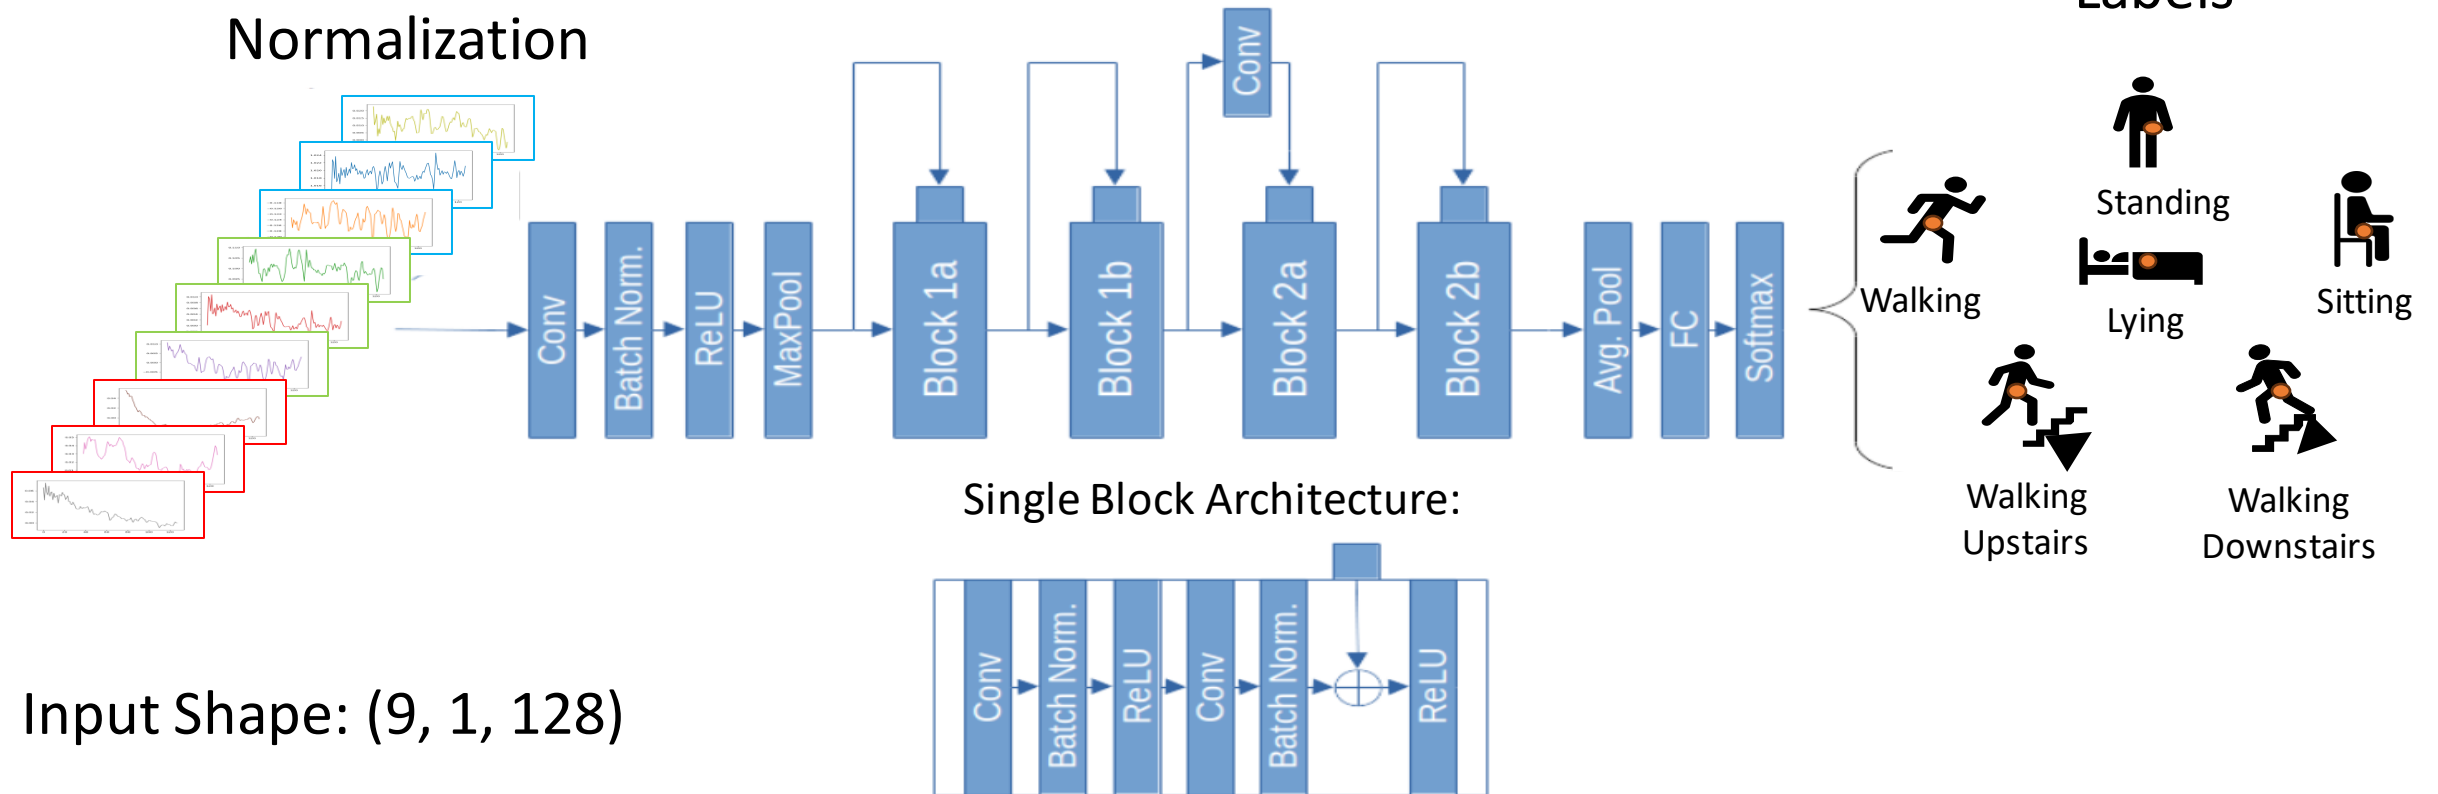 Normalization
Labels
Conv
Batch Norm.
ReLU
MaxPool
Block 1a
Block 1b
Conv
Block 2a
Block 2b
Avg. Pool
FC
Softmax
Standing
Walking
Lying
Sitting
Walking
Upstairs
Walking
Downstairs
Single Block Architecture:
Conv
Batch Norm.
ReLU
Conv
Batch Norm.
ReLU
Input Shape: (9, 1, 128)